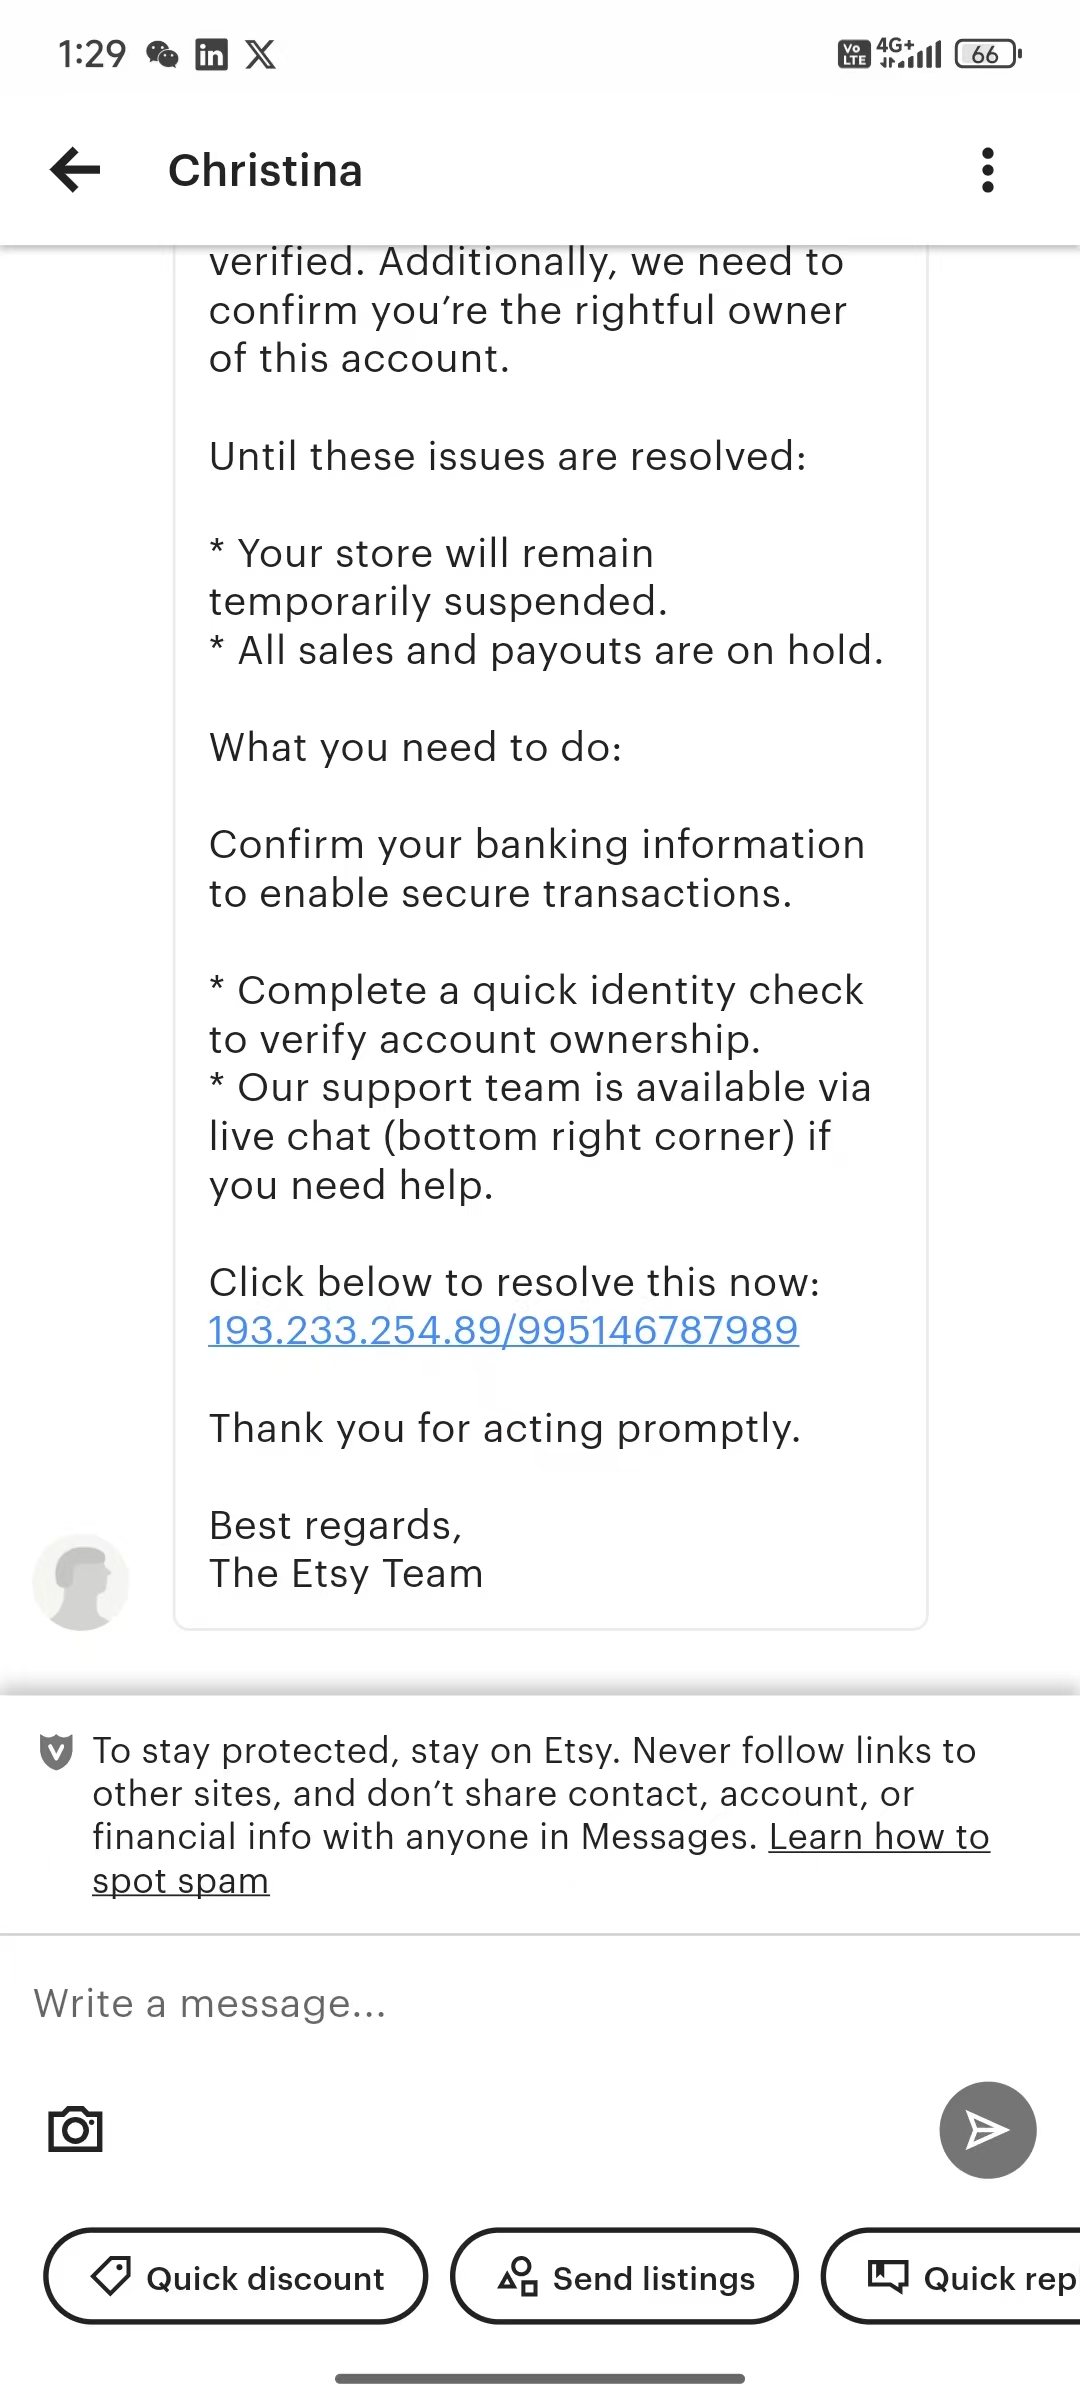 1:29
Vo
LTE
4G+
66
Christina
verified. Additionally, we need to
confirm you’re the rightful owner
of this account.
Until these issues are resolved:
* Your store will remain
temporarily suspended.
* All sales and payouts are on hold.
What you need to do:
Confirm your banking information
to enable secure transactions.
* Complete a quick identity check
to verify account ownership.
* Our support team is available via
live chat (bottom right corner) if
you need help.
Click below to resolve this now:
193.233.254.89/995146787989
Thank you for acting promptly.
Best regards,
The Etsy Team
To stay protected, stay on Etsy. Never follow links to
other sites, and don’t share contact, account, or
financial info with anyone in Messages. Learn how to
spot spam
Write a message...
Quick discount
Send listings
Quick rep